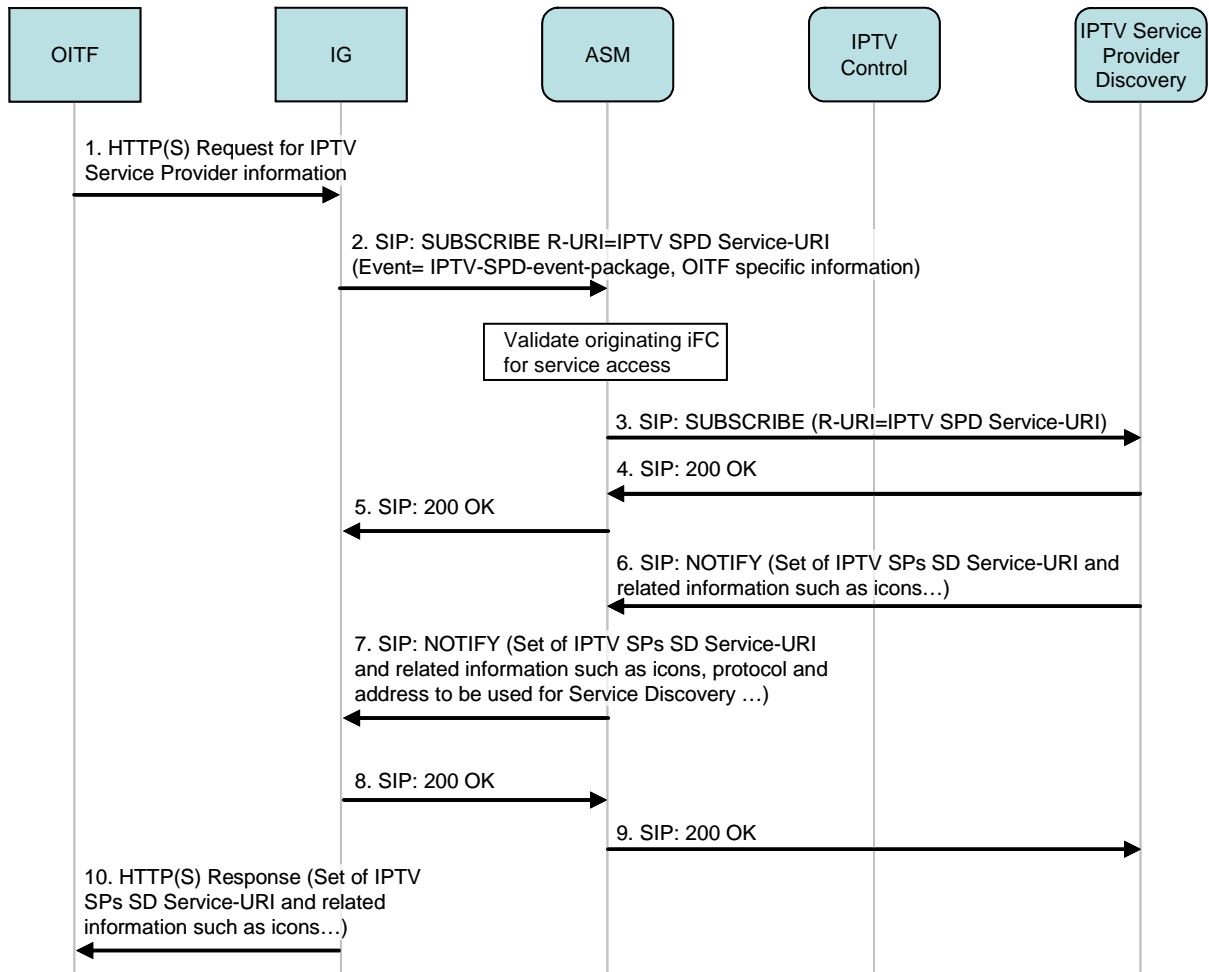 OITF
IG
ASM
IPTV
Control
IPTV Service
Provider
Discovery
1. HTTP(S) Request for IPTV
Service Provider information
2. SIP: SUBSCRIBE R-URI=IPTV SPD Service-URI
(Event= IPTV-SPD-event-package, OITF specific information)
Validate originating iFC
for service access
3. SIP: SUBSCRIBE (R-URI=IPTV SPD Service-URI)
4. SIP: 200 OK
5. SIP: 200 OK
6. SIP: NOTIFY (Set of IPTV SPs SD Service-URI and
related information such as icons…)
7. SIP: NOTIFY (Set of IPTV SPs SD Service-URI
and related information such as icons, protocol and
address to be used for Service Discovery …)
8. SIP: 200 OK
9. SIP: 200 OK
10. HTTP(S) Response (Set of IPTV
SPs SD Service-URI and related
information such as icons…)